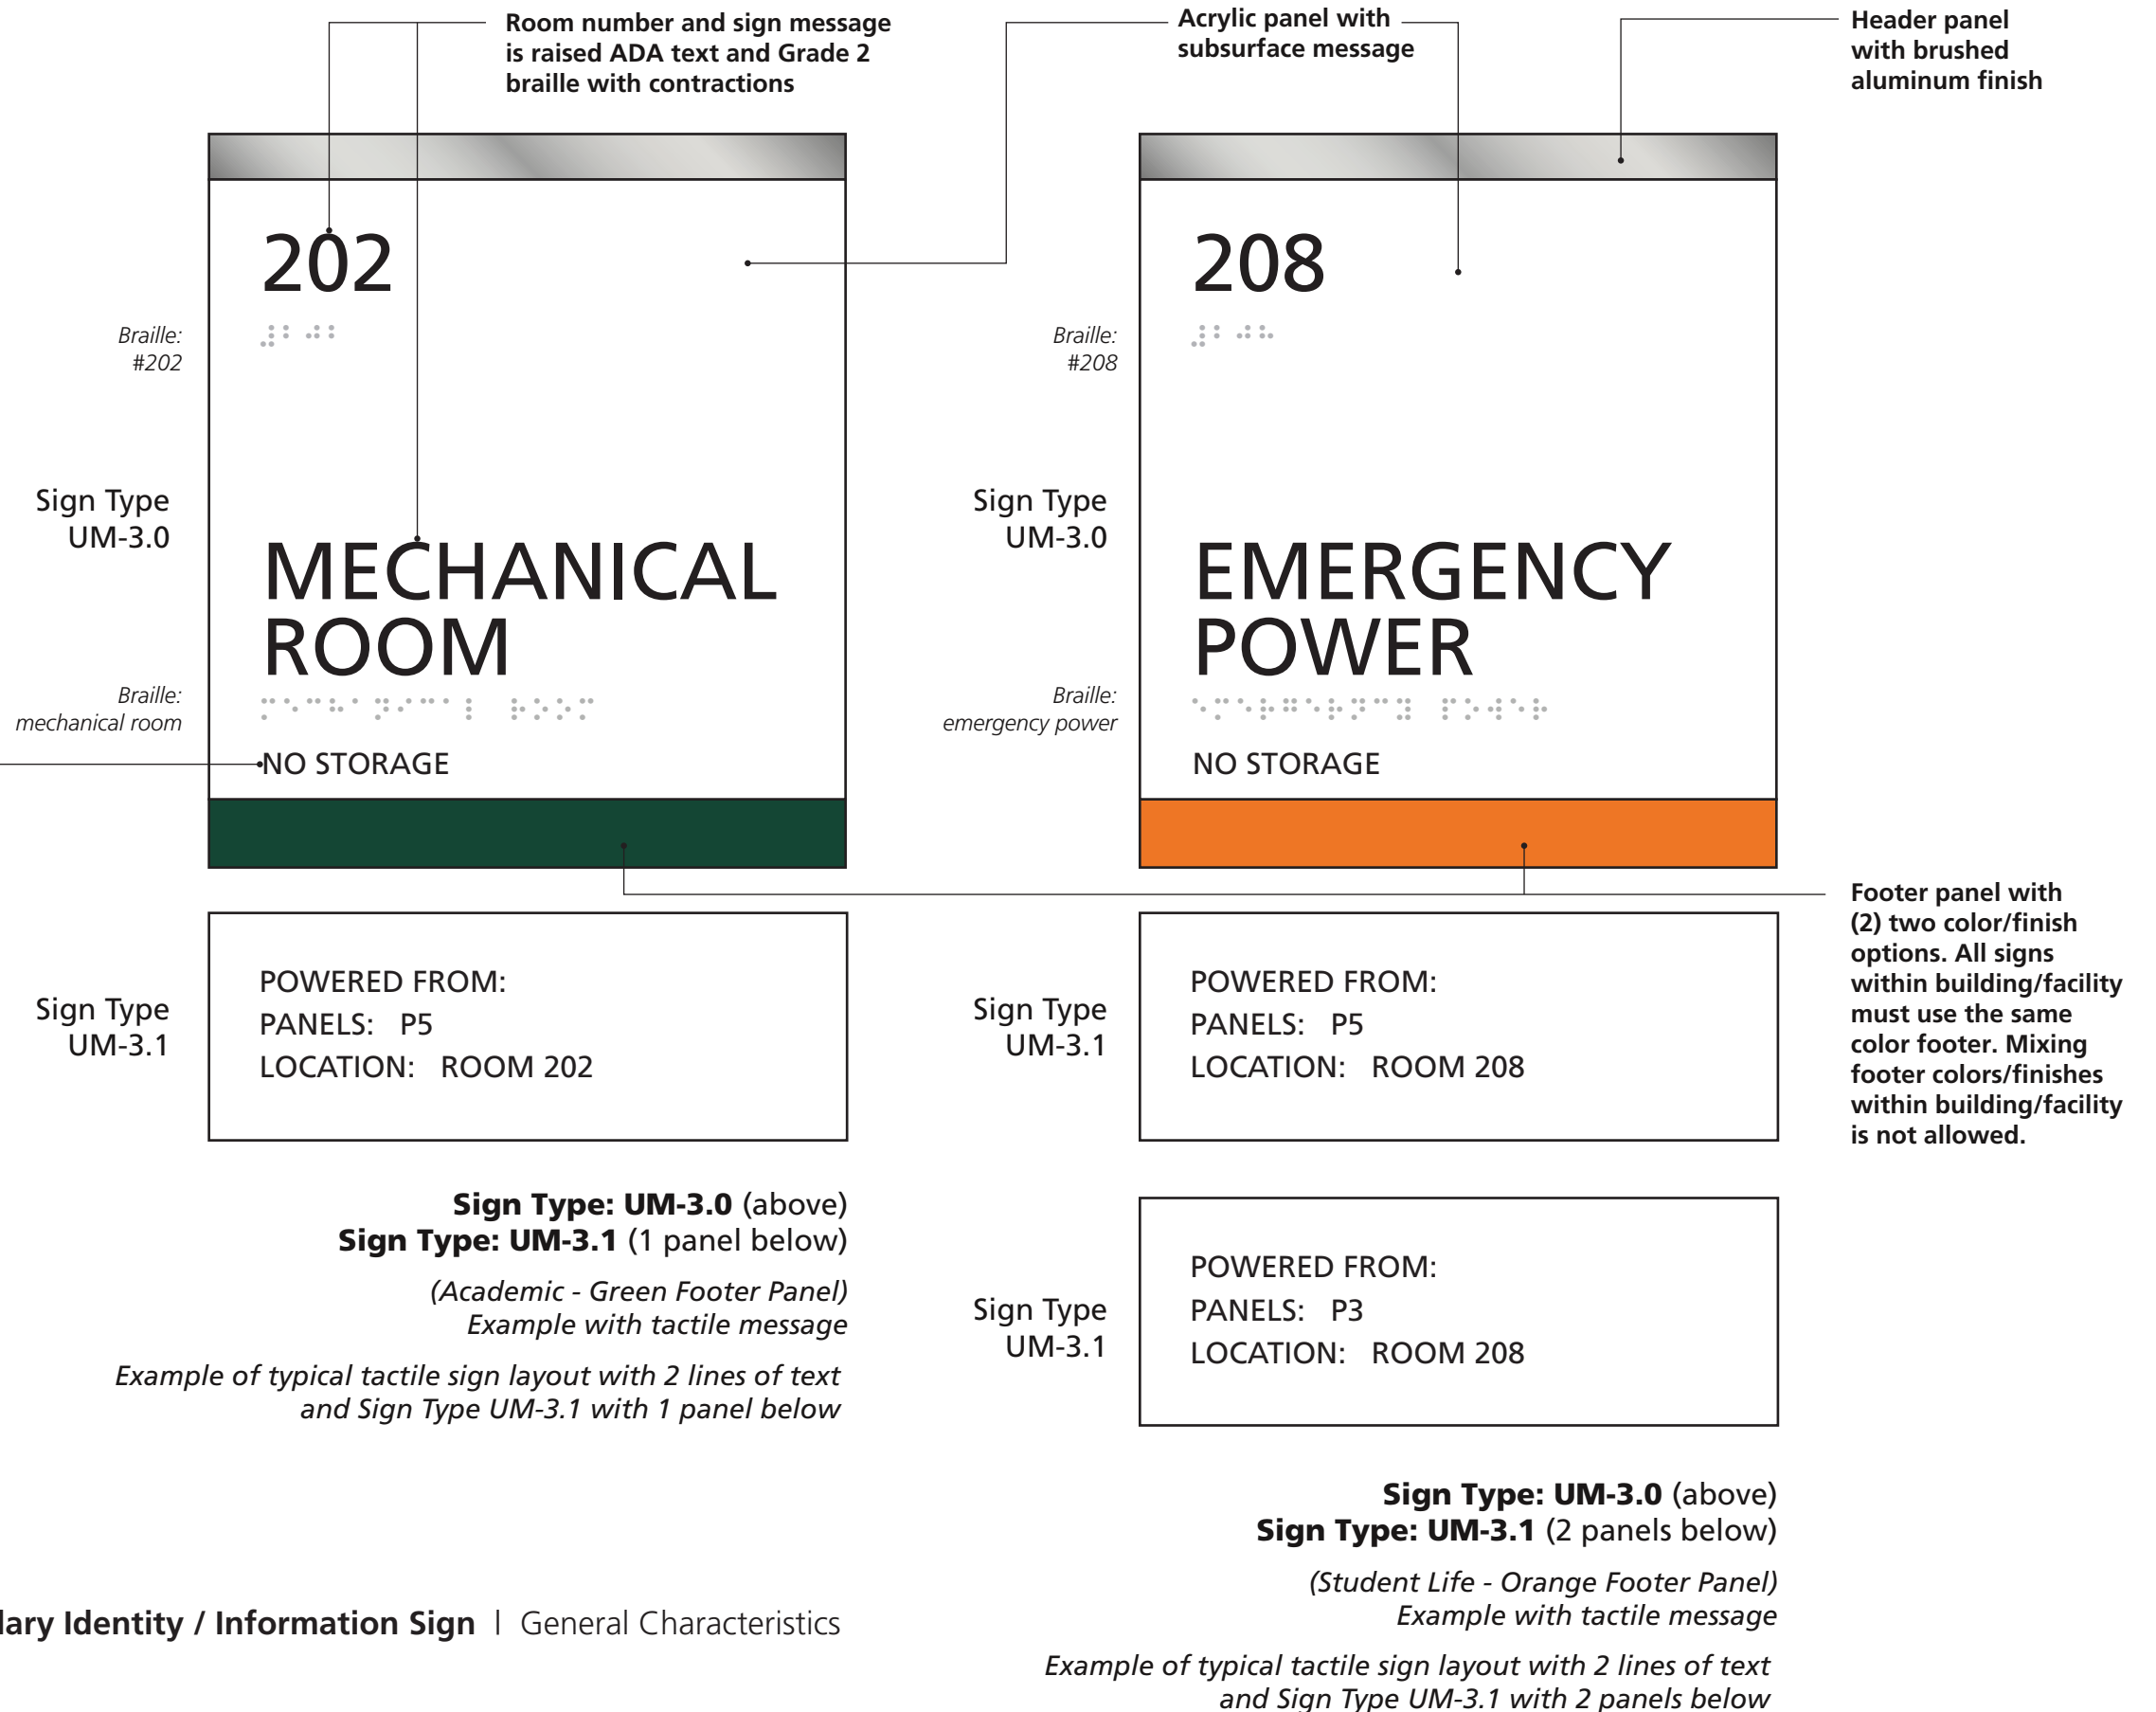 Room number and sign message
is raised ADA text and Grade 2
braille with contractions
Acrylic panel with
subsurface message
Header panel
with brushed
aluminum finish
202
Braille:
#202
⠼⠃⠚⠃
Sign Type
UM-3.0
MECHANICAL
ROOM
Braille:
mechanical room
NO STORAGE
208
Braille:
#208
⠼⠃⠚⠓
Sign Type
UM-3.0
EMERGENCY
POWER
Braille:
emergency power
NO STORAGE
Footer panel with
(2) two color/finish
options. All signs
within building/facility
must use the same
color footer. Mixing
footer colors/finishes
within building/facility
is not allowed.
Sign Type
UM-3.1
POWERED FROM:
PANELS: P5
LOCATION: ROOM 202
Sign Type
UM-3.1
POWERED FROM:
PANELS: P5
LOCATION: ROOM 208
Sign Type: UM-3.0 (above)
Sign Type: UM-3.1 (1 panel below)
(Academic - Green Footer Panel)
Example with tactile message
Example of typical tactile sign layout with 2 lines of text
and Sign Type UM-3.1 with 1 panel below
Sign Type
UM-3.1
POWERED FROM:
PANELS: P3
LOCATION: ROOM 208
Sign Type: UM-3.0 (above)
Sign Type: UM-3.1 (2 panels below)
(Student Life - Orange Footer Panel)
Example with tactile message
Example of typical tactile sign layout with 2 lines of text
and Sign Type UM-3.1 with 2 panels below
Identity / Information Sign | General Characteristics